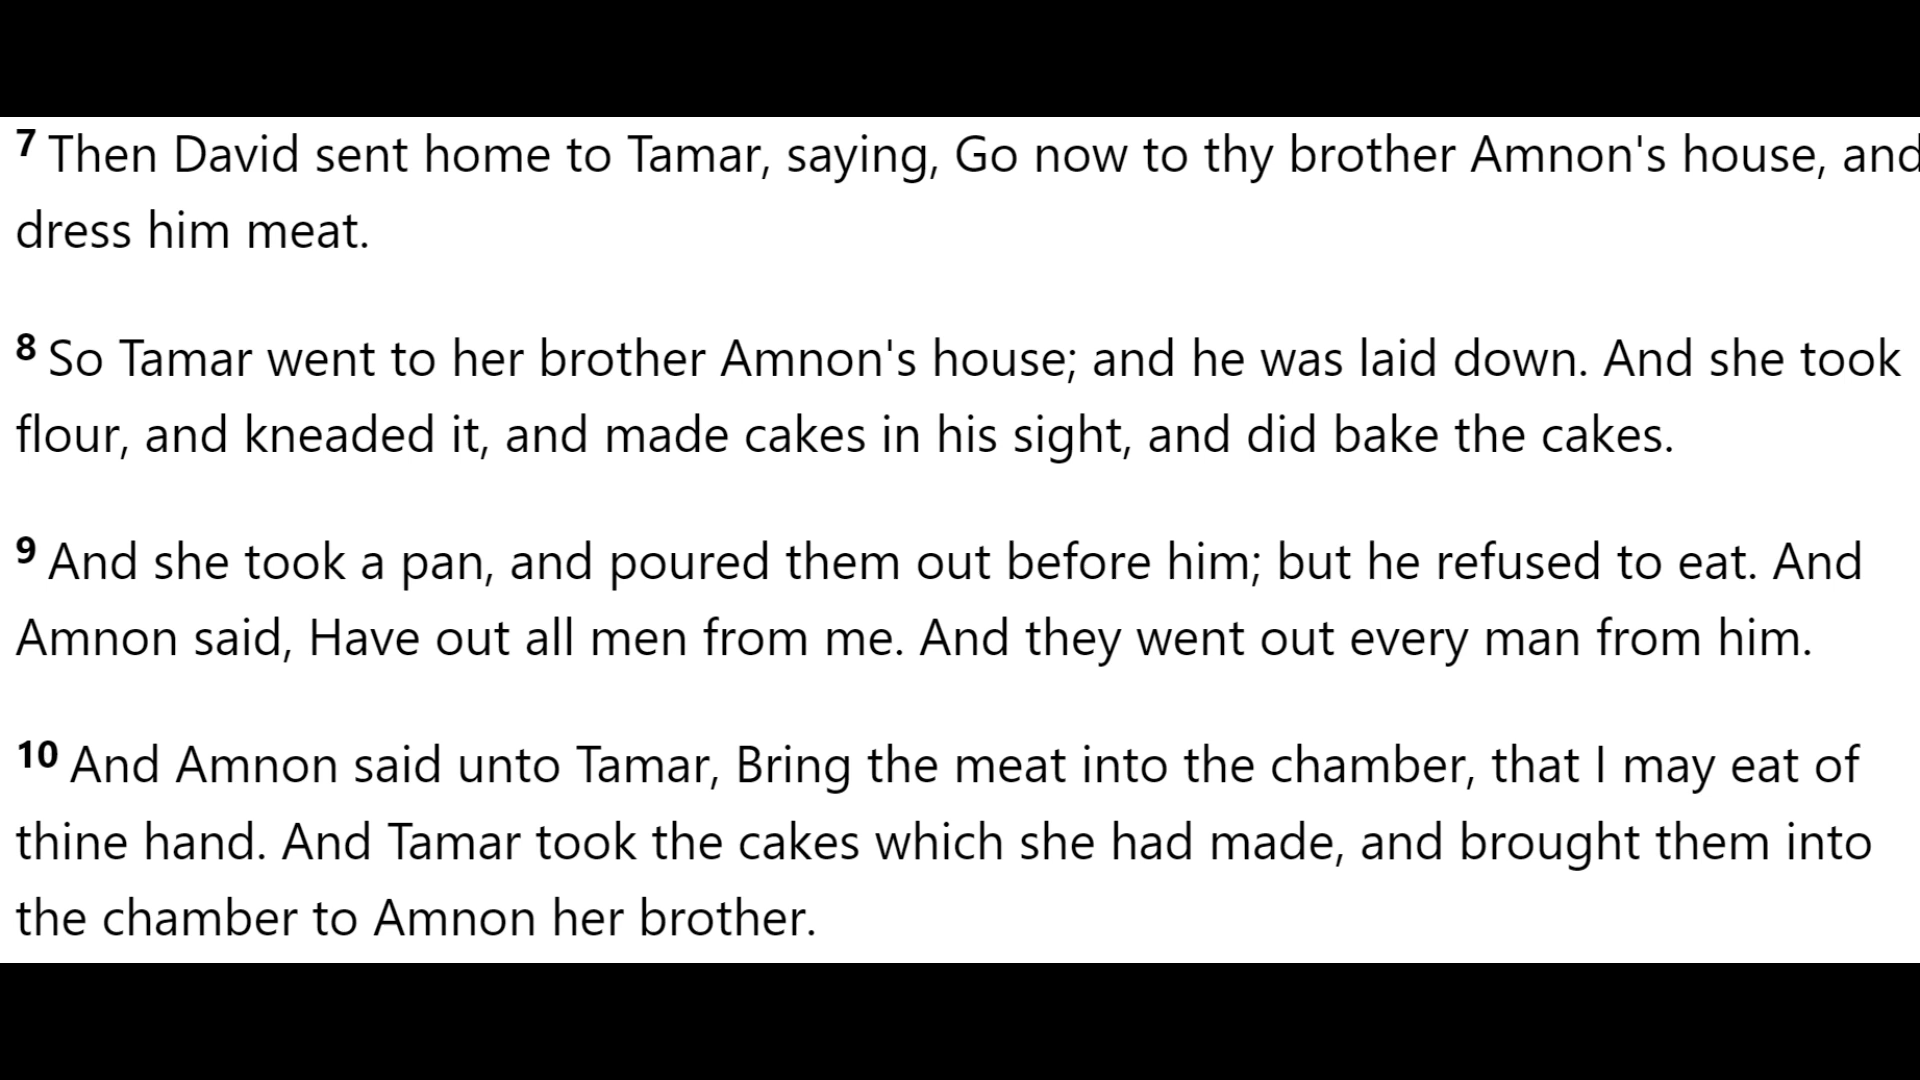 7 Then David sent home to Tamar, saying, Go now to thy brother Amnon's house, and
dress him meat.
8 So Tamar went to her brother Amnon's house; and he was laid down. And she took
flour, and kneaded it, and made cakes in his sight, and did bake the cakes.
9 And she took a pan, and poured them out before him; but he refused to eat. And
Amnon said, Have out all men from me. And they went out every man from him.
10 And Amnon said unto Tamar, Bring the meat into the chamber, that I may eat of
thine hand. And Tamar took the cakes which she had made, and brought them into
the chamber to Amnon her brother.